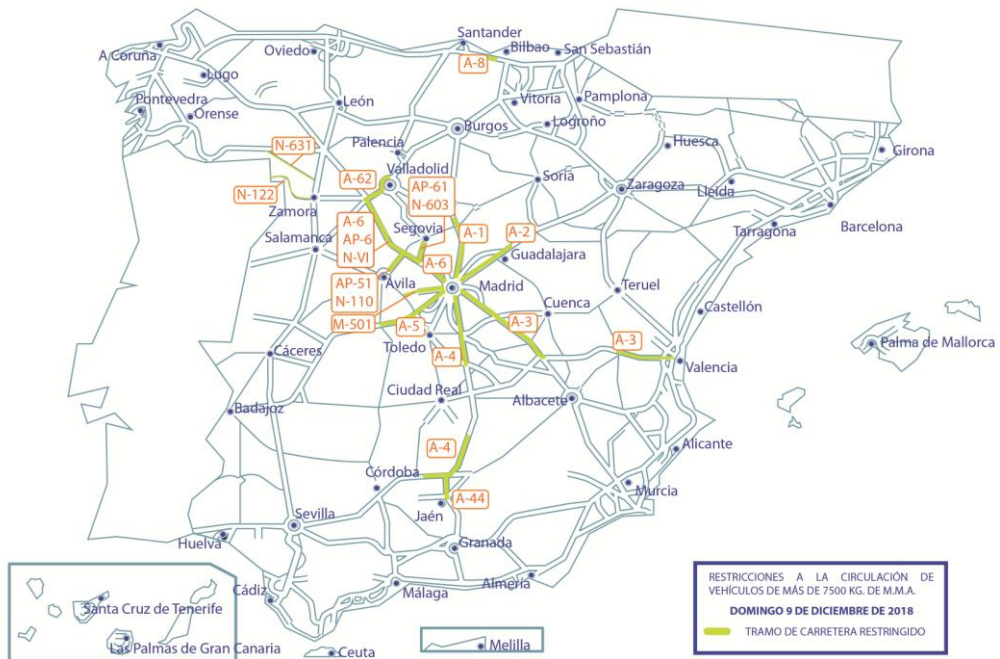 Santander
Bilbao
San Sebastián
A Coruña
Oviedo
A-8
Lugo
Pontevedra
Orense
León
Vitoria
Pamplona
Logroño
Burgos
Palencia
Huesca
Girona
N-631
Valladolid
A-62
AP-61
N-603
Soria
Zaragoza
Lleida
N-122
Zamora
Barcelona
Tarragona
A-6
AP-6
N-VI
Segovia
A-1
A-2
Salamanca
Guadalajara
A-6
Ávila
AP-51
N-110
Madrid
Teruel
Castellón
Cuenca
M-501
A-5
A-3
A-3
Toledo
Palma de Mallorca
Cáceres
A-4
Valencia
Ciudad Real
Albacete
Badajoz
A-4
Alicante
Córdoba
Murcia
A-44
Jaén
Sevilla
Huelva
Granada
Cádiz
Málaga
Almería
Santa Cruz de Tenerife
Las Palmas de Gran Canaria
Ceuta
Melilla
RESTRICCIONES A LA CIRCULACIÓN DE
VEHÍCULOS DE MÁS DE 7500 KG. DE M.M.A.
DOMINGO 9 DE DICIEMBRE DE 2018
TRAMO DE CARRETERA RESTRINGIDO